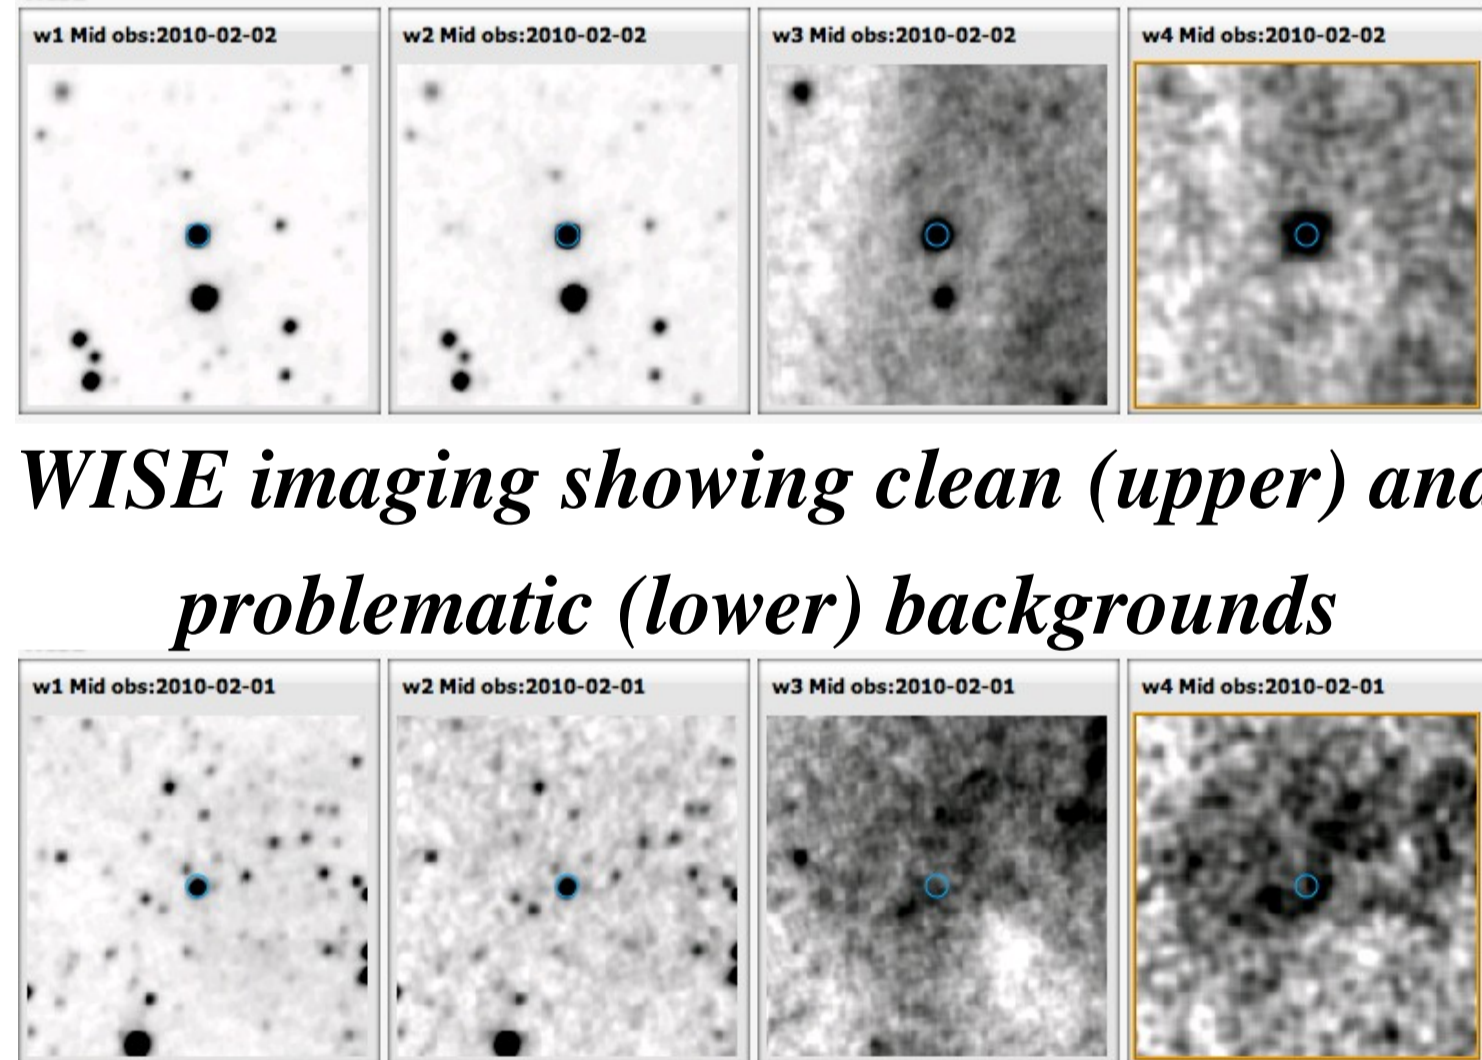 w1 Mid obs:2010-02-02 w2 Mid obs:2010-02-02 w3 Mid obs:2010-02-02 w4 Mid obs:2010-02-02
WISE imaging showing clean (upper) and
problematic (lower) backgrounds
w1 Mid obs:2010-02-01 w2 Mid obs:2010-02-01 w3 Mid obs:2010-02-01 w4 Mid obs:2010-02-01